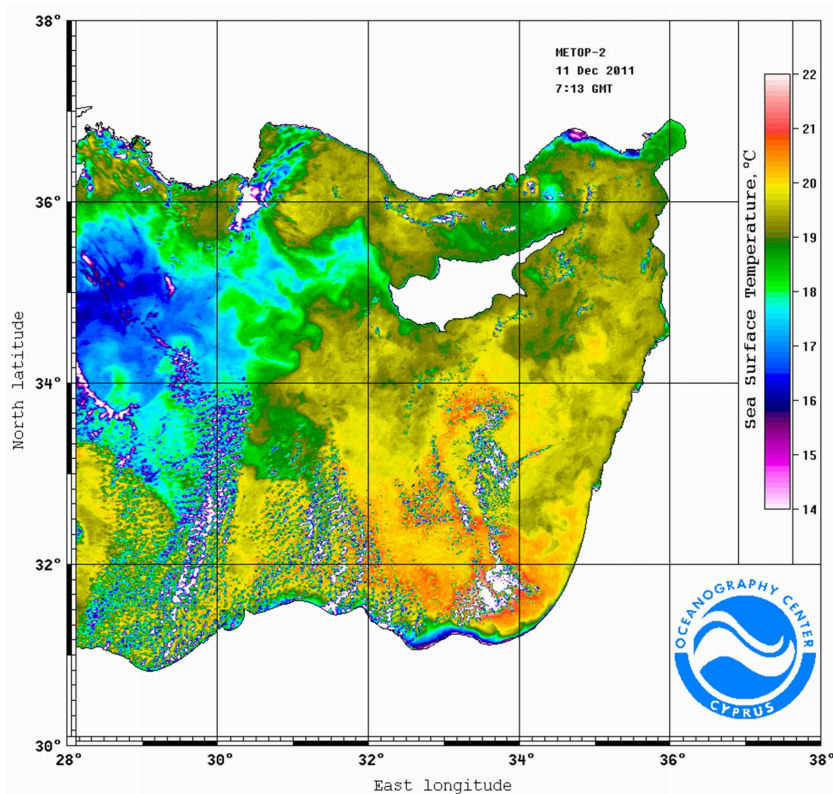 38°
METOP-2
11 Dec 2011
7:13 GMT
22
21
20
19
18
17
16
15
14
Sea Surface Temperature, °C
36°
34°
32°
30°
North latitude
OCEANOGRAPHY CENTER
CYPRUS
28°
30°
32°
34°
36°
38°
East longitude